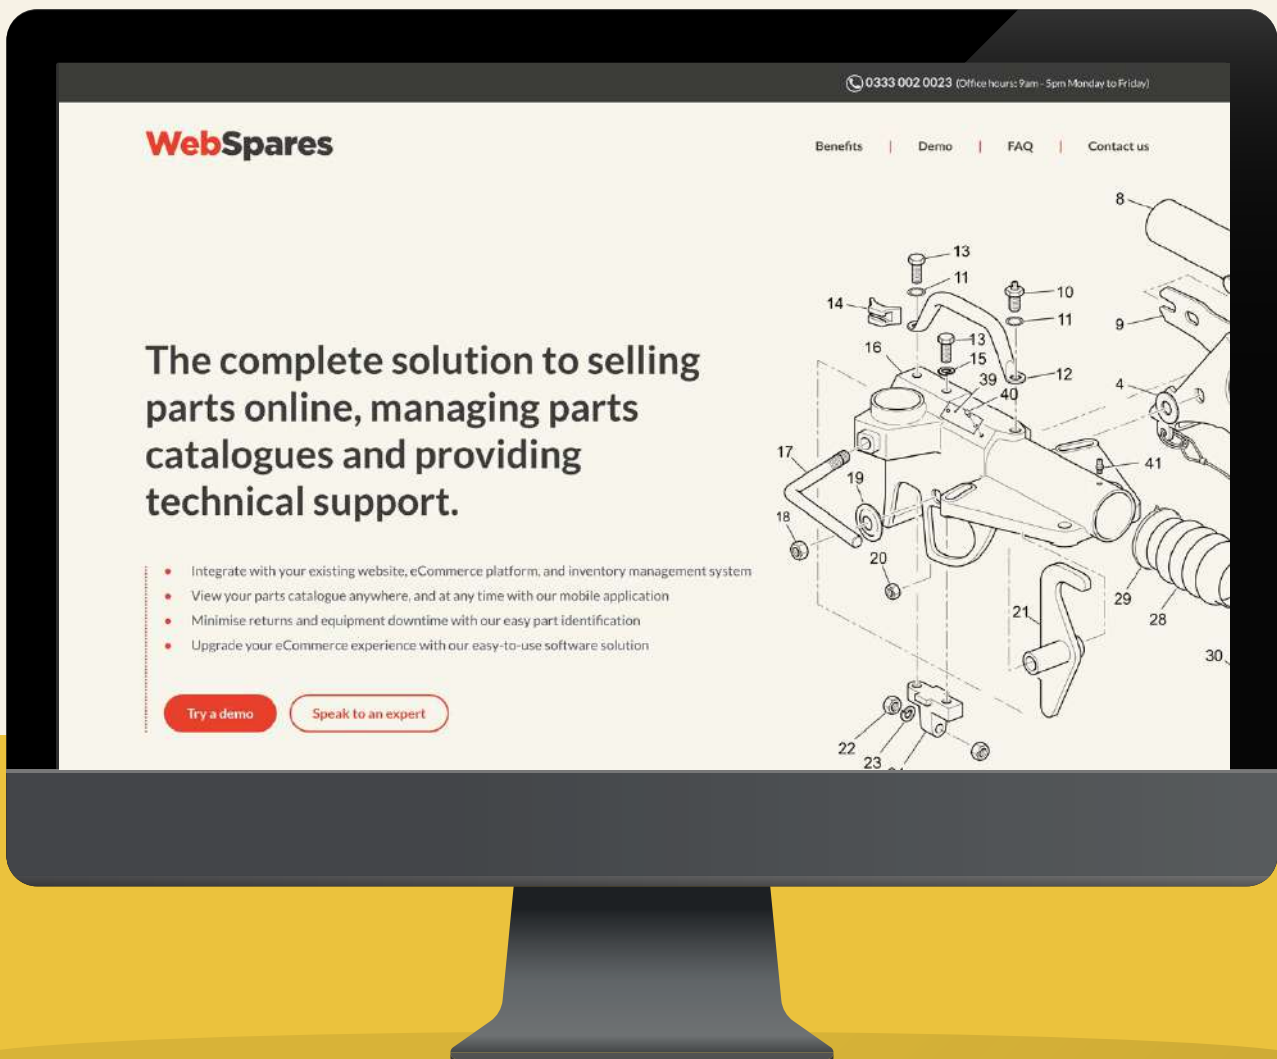 0333 002 0023 (Office hours: 9am - 5pm Monday to Friday)
WebSpares
Benefits | Demo | FAQ | Contact us
The complete solution to selling
parts online, managing parts
catalogues and providing
technical support.
Integrate with your existing website, eCommerce platform, and inventory management system
View your parts catalogue anywhere, and at any time with our mobile application
Minimise returns and equipment downtime with our easy part identification
Upgrade your eCommerce experience with our easy-to-use software solution
Try a demo
Speak to an expert
8
13
11
10
14
11
9
13
16
15
12
39
4
40
17
41
19
18
20
29
21
28
30
22
23